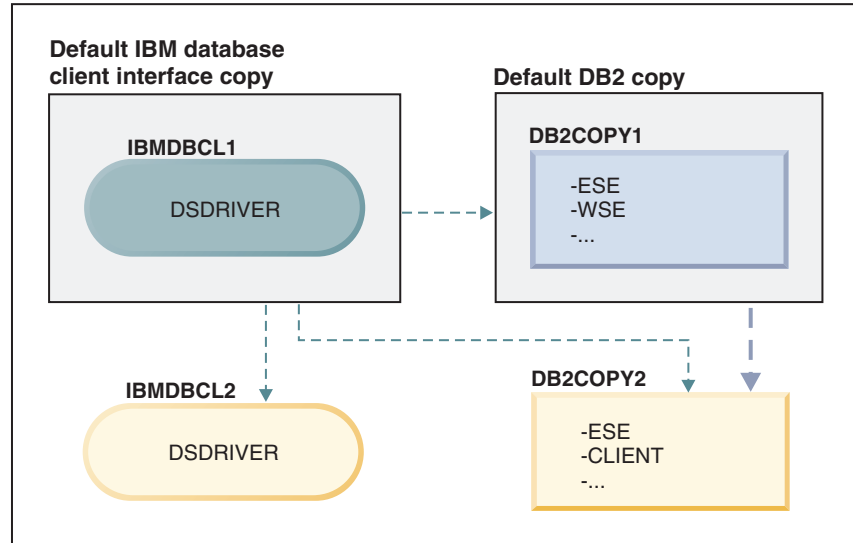 Default IBM database
client interface copy
Default DB2 copy
IBMDBCL1
DSDRIVER
DB2COPY1
-ESE
-WSE
-...
IBMDBCL2
DSDRIVER
DB2COPY2
-ESE
-CLIENT
-...